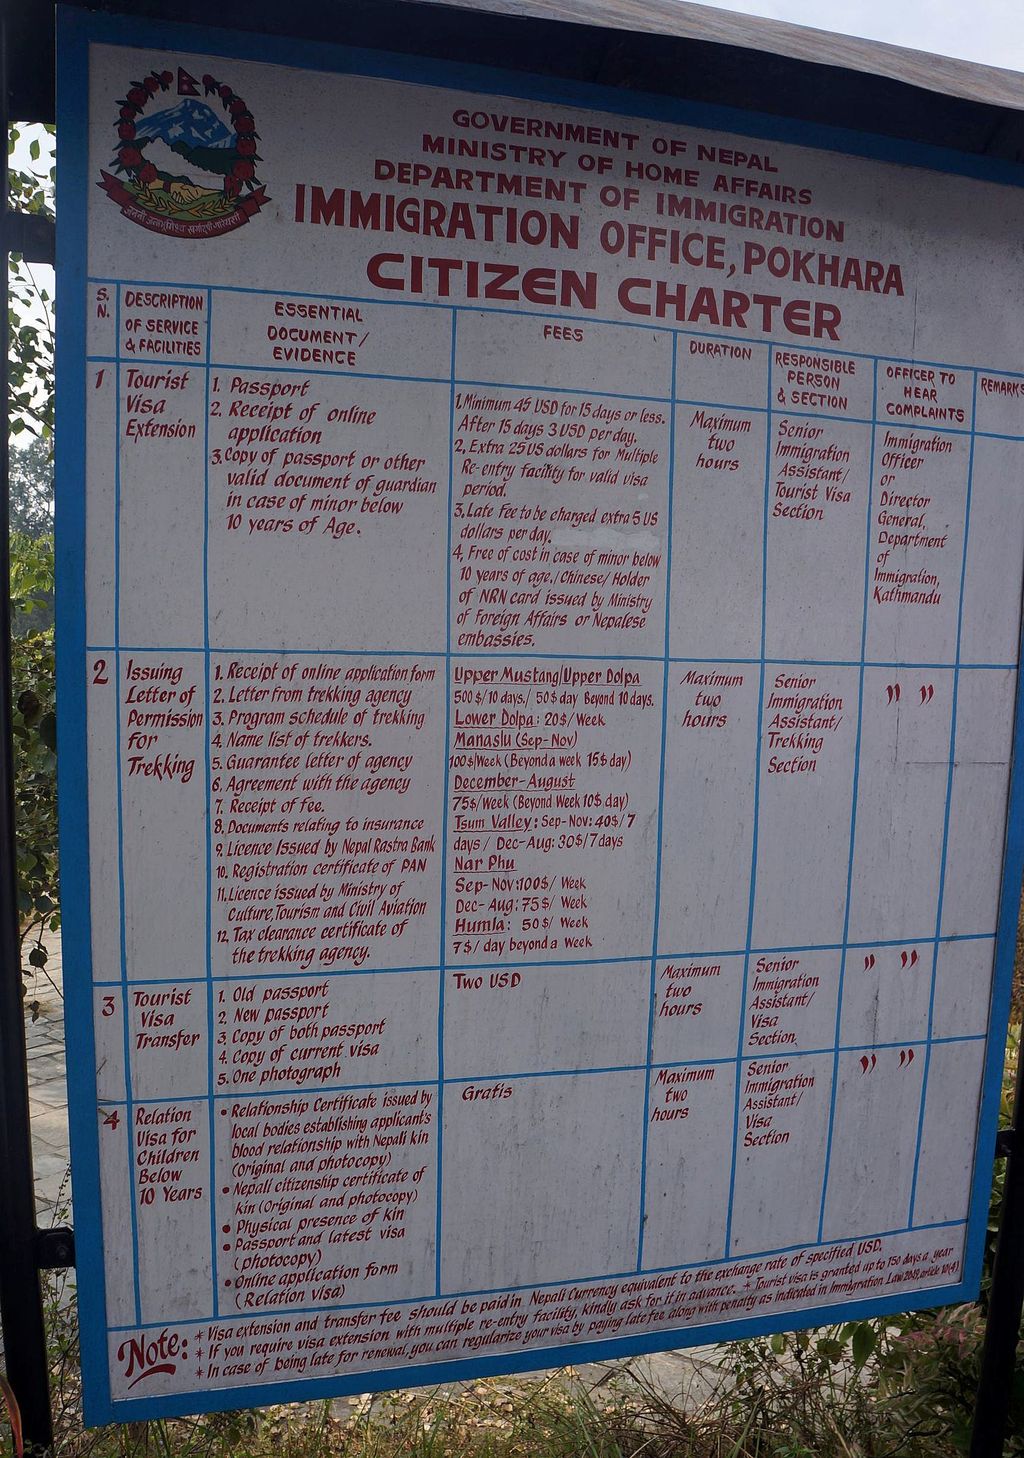 जननी जन्मभूमिश्च स्वर्गादपी गरीयसी
GOVERNMENT OF NEPAL
MINISTRY OF HOME AFFAIRS
DEPARTMENT OF IMMIGRATION
IMMIGRATION OFFICE, POKHARA
CITIZEN CHARTER
S.
N.
DESCRIPTION
OF SERVICE
& FACILITIES
ESSENTIAL
DOCUMENT/
EVIDENCE
FEES
DURATION
RESPONSIBLE
PERSON
& SECTION
OFFICER TO
HEAR
COMPLAINTS
REMARKS
1
Tourist
Visa
Extension
1. Passport
2. Receipt of online
application
3. Copy of passport or other
valid document of guardian
in case of minor below
10 years of Age.
1. Minimum 45 USD for 15 days or less.
After 15 days 3 USD per day.
2. Extra 25 US dollars for Multiple
Re-entry facility for valid visa
period.
3. Late Fee to be charged extra 5 US
dollars per day.
4. Free of cost in case of minor below
10 years of age./Chinese/Holder
of NRN card issued by Ministry
of Foreign Affairs or Nepalese
embassies.
Maximum
two
hours
Senior
Immigration
Assistant/
Tourist Visa
Section
Immigration
Officer
or
Director
General,
Department
of
Immigration,
Kathmandu
2
Issuing
Letter of
Permission
for
Trekking
1. Receipt of online application form
2. Letter from trekking agency
3. Program schedule of trekking
4. Name list of trekkers.
5. Guarantee letter of agency
6. Agreement with the agency
7. Receipt of fee.
8. Documents relating to insurance
9. Licence Issued by Nepal Rastra Bank
10. Registration certificate of PAN
11. Licence issued by Ministry of
Culture, Tourism and Civil Aviation
12. Tax clearance certificate of
the trekking agency.
Upper Mustang/Upper Dolpa
500$/10 days./ 50$ day Beyond 10 days.
Lower Dolpa: 20$/Week
Manaslu (Sep-Nov)
100$/Week (Beyond a week 15$ day)
December-August
75$/Week (Beyond Week 10$ day)
Tsum Valley: Sep-Nov: 40$/7
days / Dec-Aug: 30$/7 days
Nar Phu
Sep-Nov:100$/ Week
Dec-Aug: 75$/ Week
Humla: 50$/ Week
7$/ day beyond a Week
Maximum
two
hours
Senior
Immigration
Assistant/
Trekking
Section
" "
3
Tourist
Visa
Transfer
1. Old passport
2. New passport
3. Copy of both passport
4. Copy of current visa
5. One photograph
Two USD
Maximum
two
hours
Senior
Immigration
Assistant/
Visa
Section
" "
4
Relation
Visa for
Children
Below
10 Years
• Relationship Certificate issued by
local bodies establishing applicant's
blood relationship with Nepali kin
(Original and photocopy)
• Nepali citizenship certificate of
kin (Original and photocopy)
• Physical presence of kin
• Passport and latest visa
(photocopy)
• Online application form
(Relation visa)
Gratis
Maximum
two
hours
Senior
Immigration
Assistant/
Visa
Section
" "
Note:
* Visa extension and transfer fee should be paid in Nepali Currency equivalent to the exchange rate of specified USD.
* If you require visa extension with multiple re-entry facility, kindly ask for it in advance. * Tourist visa is granted up to 150 days a year
* In case of being late for renewal, you can regularize your visa by paying late fee along with penalty as indicated in Immigration Law 2049, article 10(4)